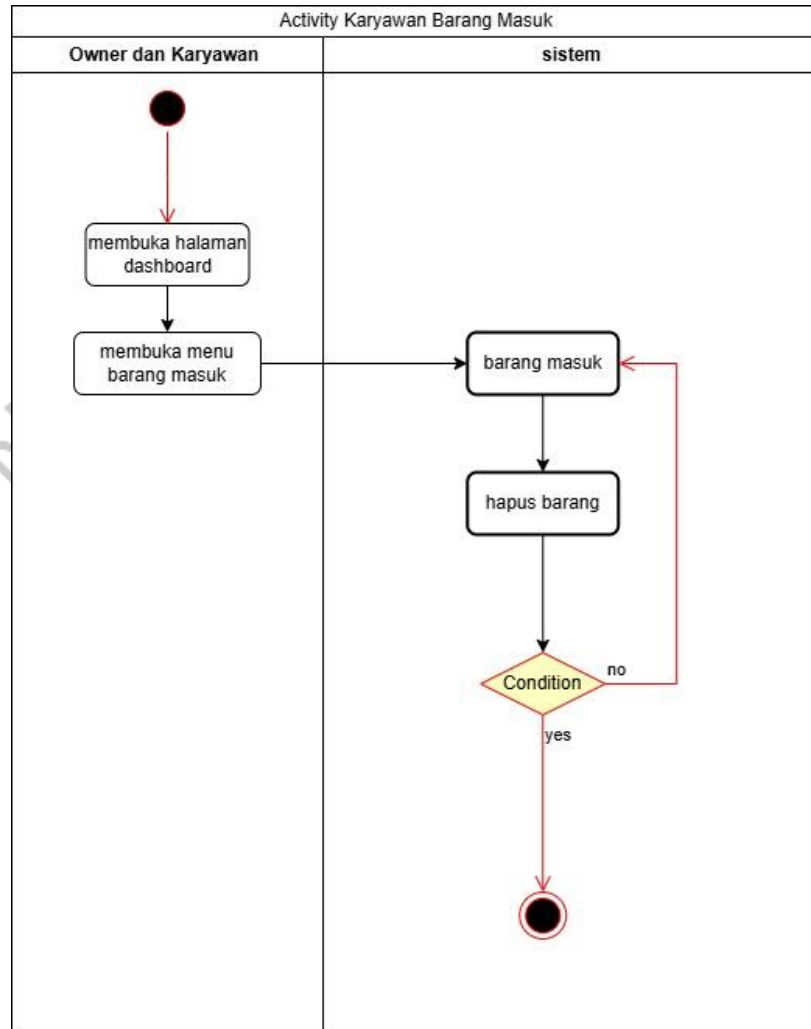 Activity Karyawan Barang Masuk
Owner dan Karyawan
sistem
membuka halaman
dashboard
membuka menu
barang masuk
barang masuk
hapus barang
Condition
no
yes